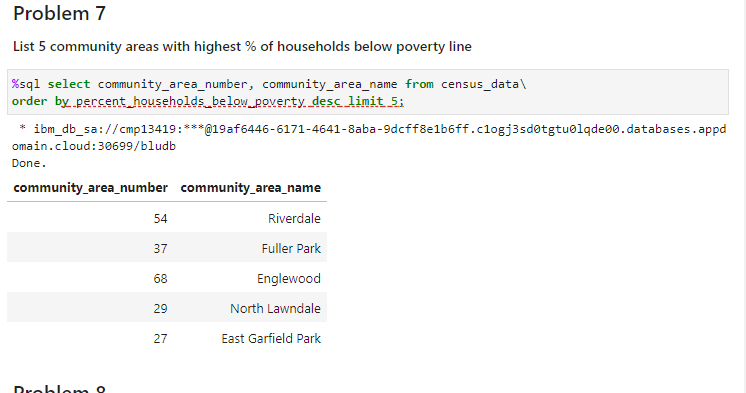 Problem 7
List 5 community areas with highest % of households below poverty line
%sql select community_area_number, community_area_name from census_data\
order by percent_households_below_poverty desc limit 5;
* ibm_db_sa://cmp13419:***@19af6446-6171-4641-8aba-9dcff8e1b6ff.c1ogj3sd0tgtu0lqde00.databases.appd
omain.cloud:30699/bludb
Done.
community_area_number community_area_name
54 Riverdale
37 Fuller Park
68 Englewood
29 North Lawndale
27 East Garfield Park
Problem 8